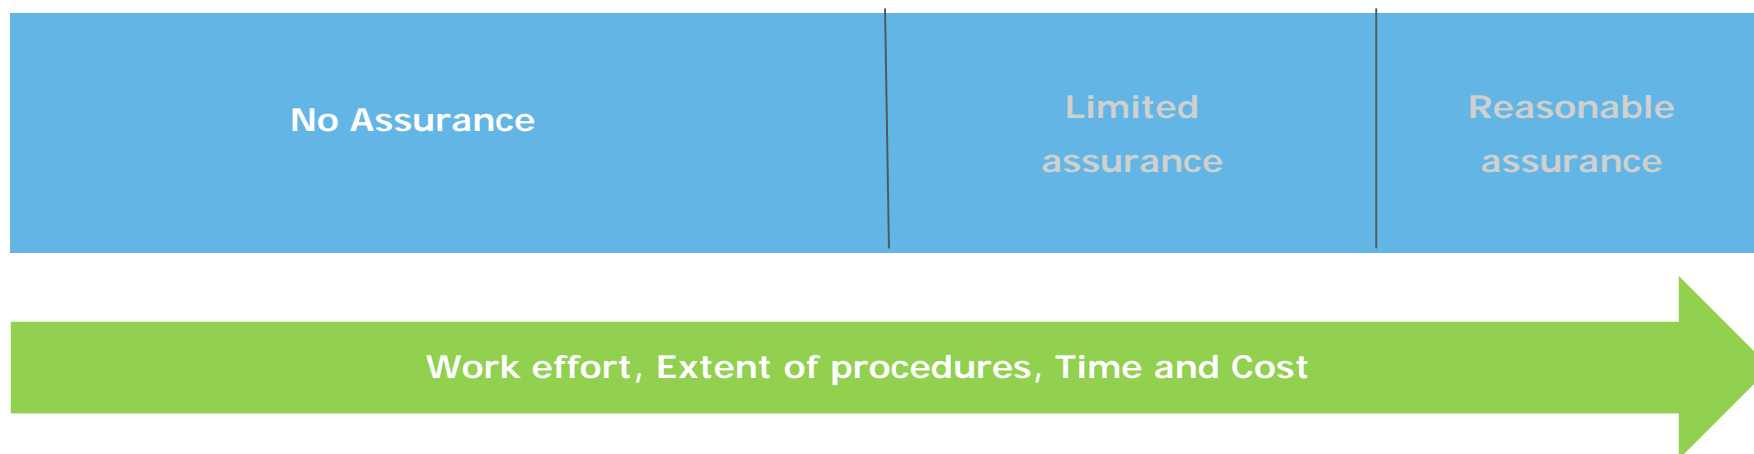 No Assurance
Limited
assurance
Reasonable
assurance
Work effort, Extent of procedures, Time and Cost